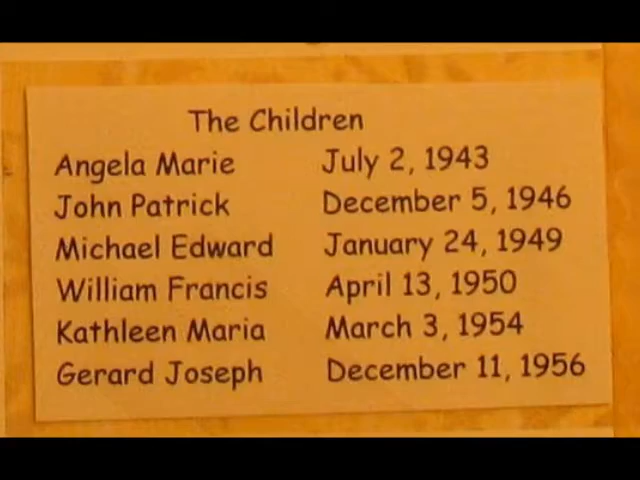 The Children
Angela Marie July 2, 1943
John Patrick December 5, 1946
Michael Edward January 24, 1949
William Francis April 13, 1950
Kathleen Maria March 3, 1954
Gerard Joseph December 11, 1956